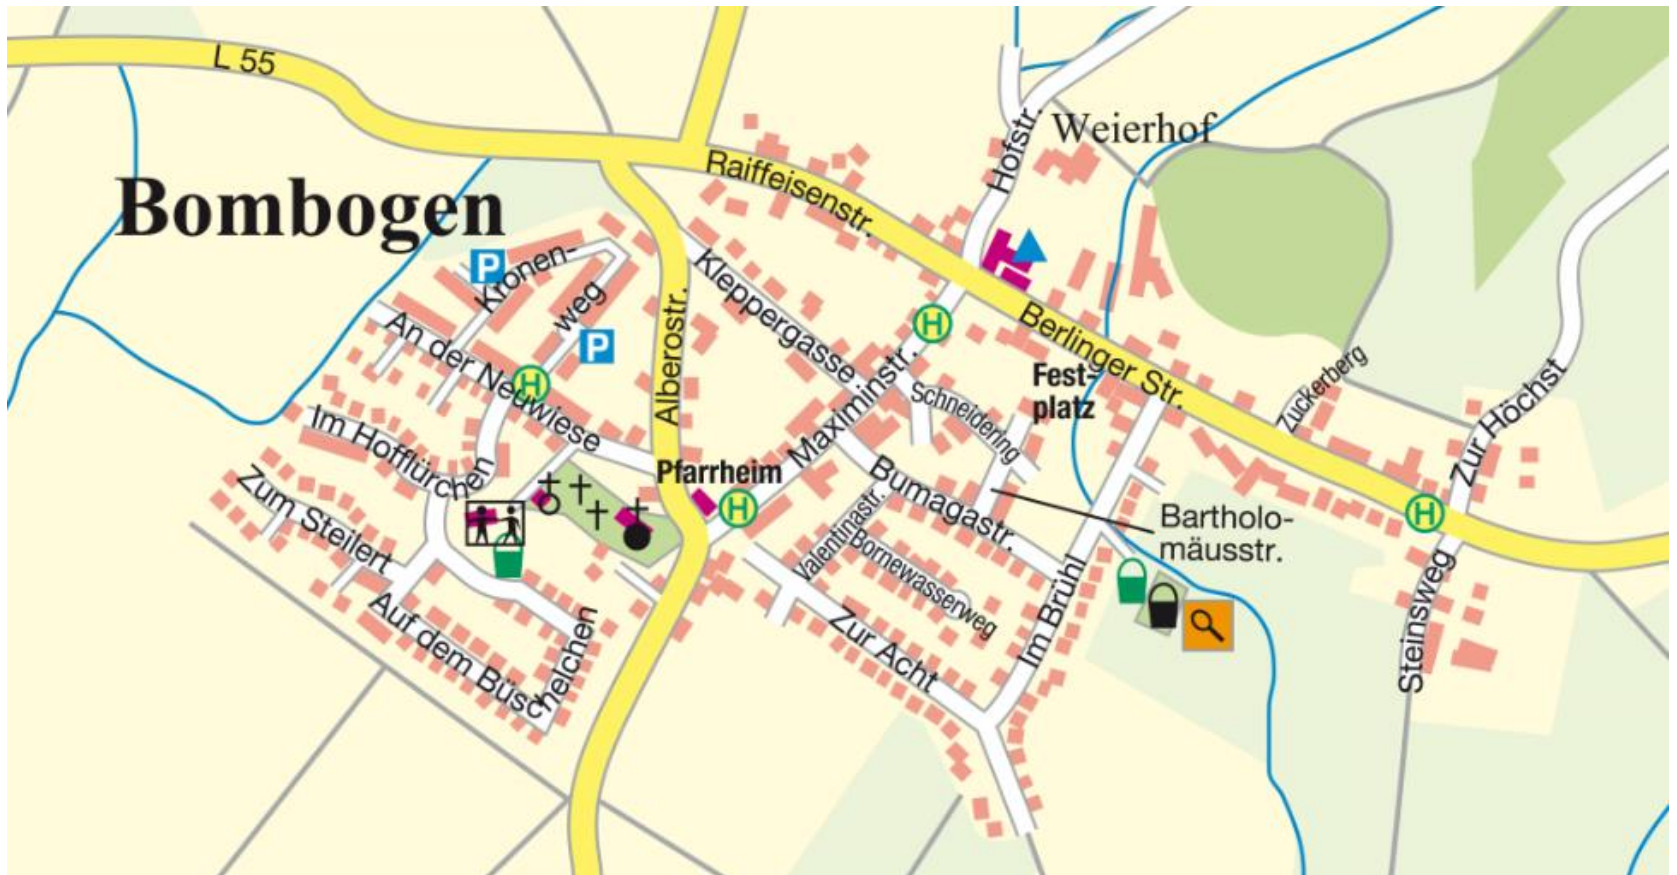 L 55
Bombogen
Raiffeisenstr.
Hofstr.
Weierhof
P
Kronen-
weg
P
Kleppergasse
Alberostr.
An der Neuwiese
H
H
Maximinstr.
Berlinger Str.
Fest-
platz
Schneidering
Zuckerberg
Zur Höchst
Im Hofflürchen
Pfarrheim
H
Bumagastr.
Zum Steilert
Valentinastr.
Bornewasserweg
Bartholo-
mäusstr.
H
Auf dem Büschelchen
Zur Acht
Im Brühl
Steinsweg